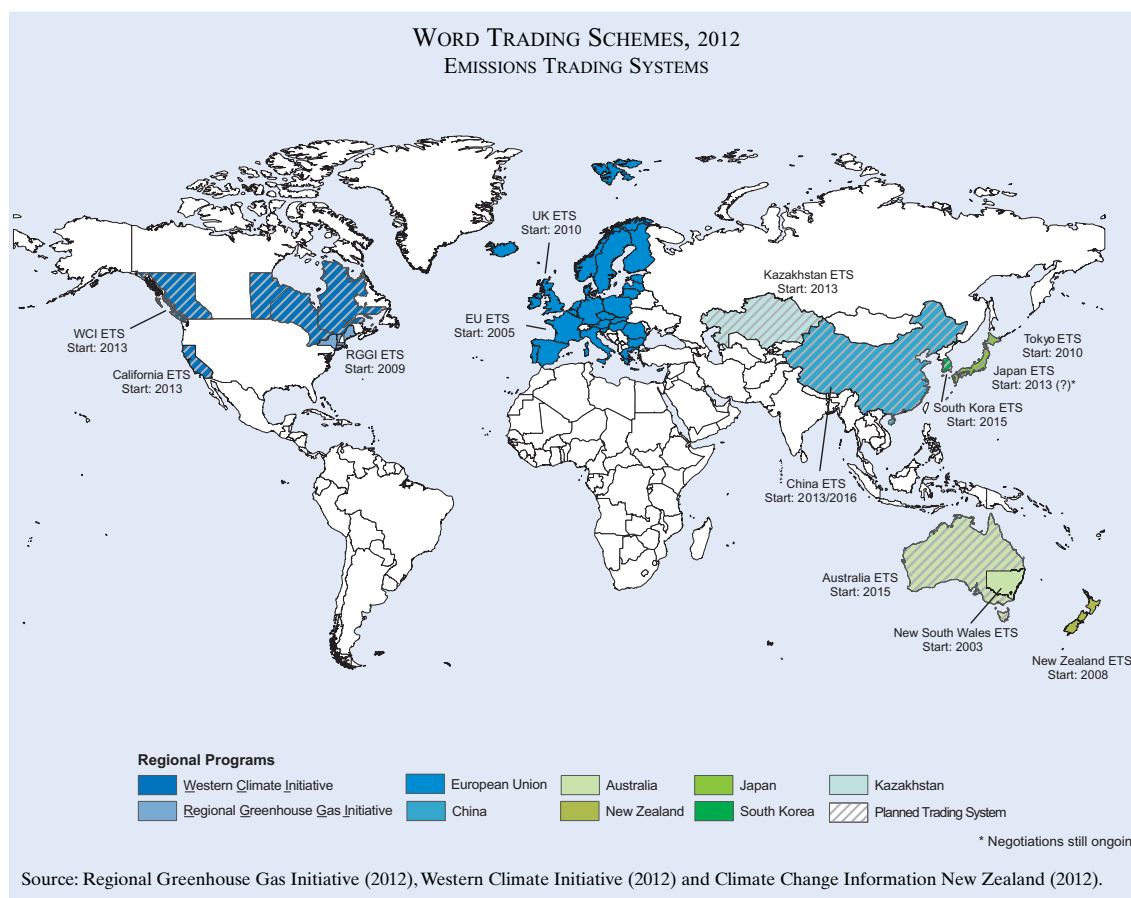 WORD TRADING SCHEMES, 2012
EMISSIONS TRADING SYSTEMS
UK ETS
Start: 2010
Kazakhstan ETS
Start: 2013
EU ETS
Start: 2005
WCI ETS
Start: 2013
RGGI ETS
Start: 2009
California ETS
Start: 2013
Tokyo ETS
Start: 2010
Japan ETS
Start: 2013 (?)*
South Kora ETS
Start: 2015
China ETS
Start: 2013/2016
Australia ETS
Start: 2015
New South Wales ETS
Start: 2003
New Zealand ETS
Start: 2008
Regional Programs
Western Climate Initiative
European Union
Australia
Japan
Kazakhstan
Regional Greenhouse Gas Initiative
China
New Zealand
South Korea
Planned Trading System
* Negotiations still ongoin
Source: Regional Greenhouse Gas Initiative (2012), Western Climate Initiative (2012) and Climate Change Information New Zealand (2012).